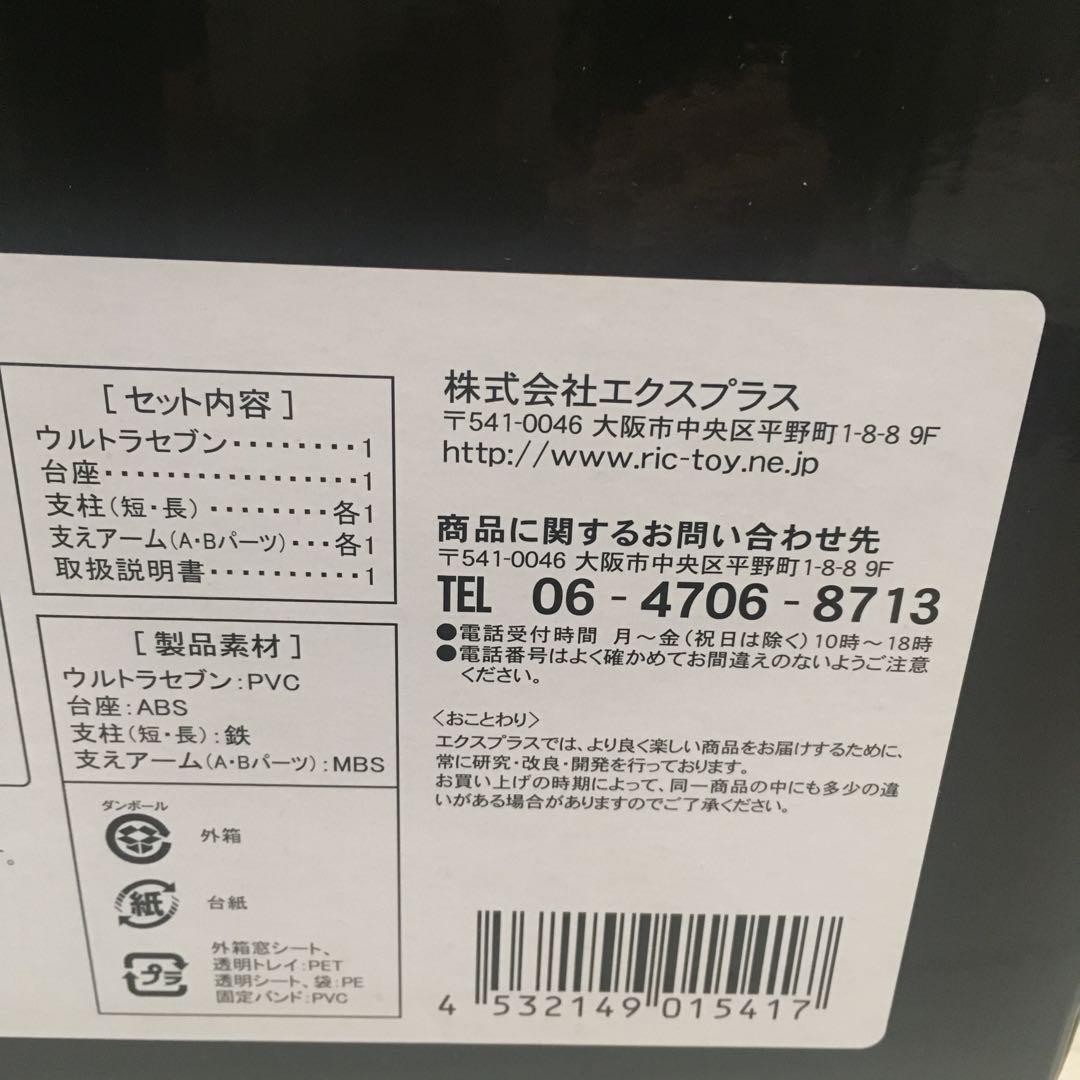 [セット内容]
ウルトラセブン・・・・・・・・1
台座・・・・・・・・・・・・・・・・1
支柱(短・長)・・・・・・・・各1
支えアーム(A・Bパーツ)・・・各1
取扱説明書・・・・・・・・・・1
[製品素材]
ウルトラセブン:PVC
台座:ABS
支柱(短・長):鉄
支えアーム(A・Bパーツ):MBS
ダンボール
外箱
紙
台紙
プラ
外箱窓シート、
透明トレイ:PET
透明シート、袋:PE
固定バンド:PVC
す。
株式会社エクスプラス
〒541-0046 大阪市中央区平野町1-8-8 9F
http://www.ric-toy.ne.jp
商品に関するお問い合わせ先
〒541-0046 大阪市中央区平野町1-8-8 9F
TEL 06-4706-8713
●電話受付時間 月～金(祝日は除く)10時～18時
●電話番号はよく確かめてお間違えのないようご注意
ください。
〈おことわり〉
エクスプラスでは、より良く楽しい商品をお届けするために、
常に研究・改良・開発を行っております。
お買い上げの時期によって、同一商品の中にも多少の違
いがある場合がありますのでご了承ください。
4 532149 015417